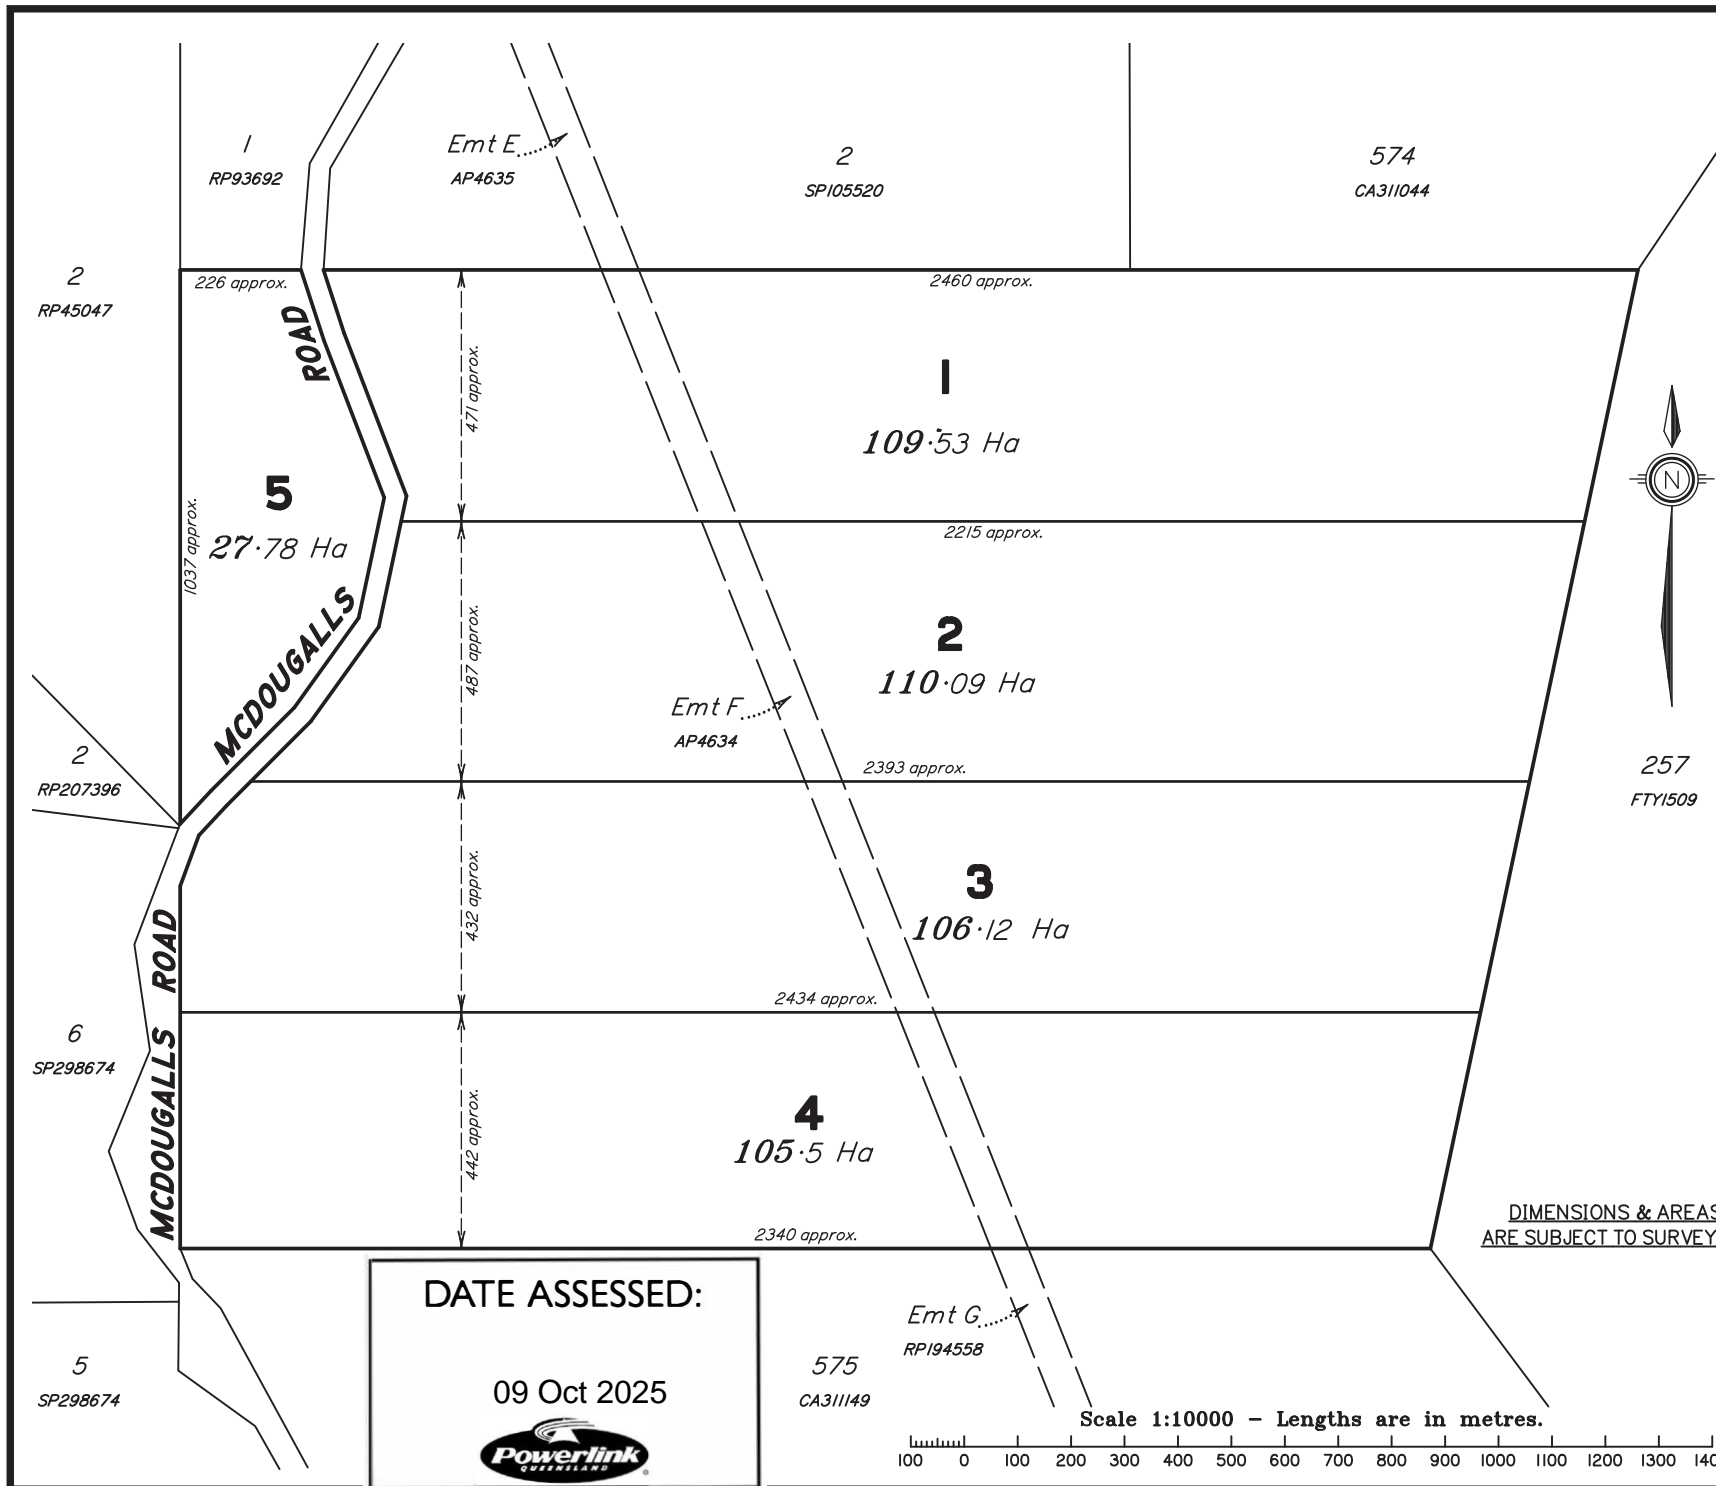 1
RP93692
Emt E
AP4635
2
SP105520
574
CA311044
2
RP45047
226 approx.
2460 approx.
ROAD
471 approx.
1
109·53 Ha
5
27·78 Ha
1037 approx.
N
2215 approx.
MCDOUGALLS
487 approx.
2
110·09 Ha
Emt F
AP4634
2
RP207396
2393 approx.
257
FTY1509
432 approx.
3
106·12 Ha
MCDOUGALLS ROAD
2434 approx.
6
SP298674
442 approx.
4
105·5 Ha
2340 approx.
DIMENSIONS & AREAS
ARE SUBJECT TO SURVEY
DATE ASSESSED:
09 Oct 2025
Powerlink
QUEENSLAND
Emt G
RP194558
5
SP298674
575
CA311149
Scale 1:10000 – Lengths are in metres.
100 0 100 200 300 400 500 600 700 800 900 1000 1100 1200 1300 140